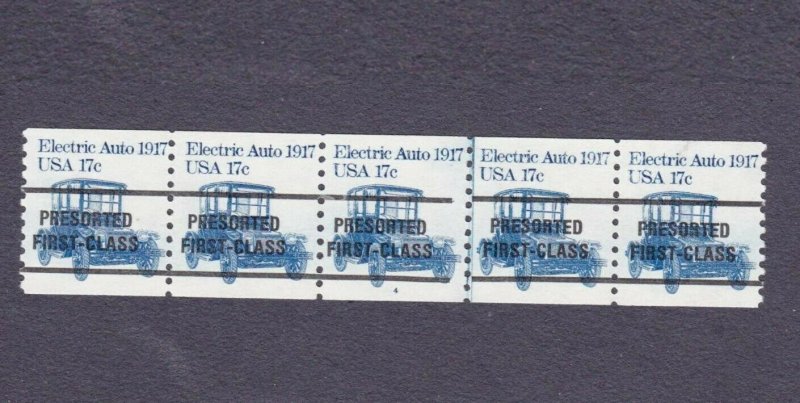 Electric Auto 1917
USA 17c
PRESORTED
FIRST-CLASS
Electric Auto 1917
USA 17c
PRESORTED
FIRST-CLASS
Electric Auto 1917
USA 17c
PRESORTED
FIRST-CLASS
4
Electric Auto 1917
USA 17c
PRESORTED
FIRST-CLASS
Electric Auto 1917
USA 17c
PRESORTED
FIRST-CLASS